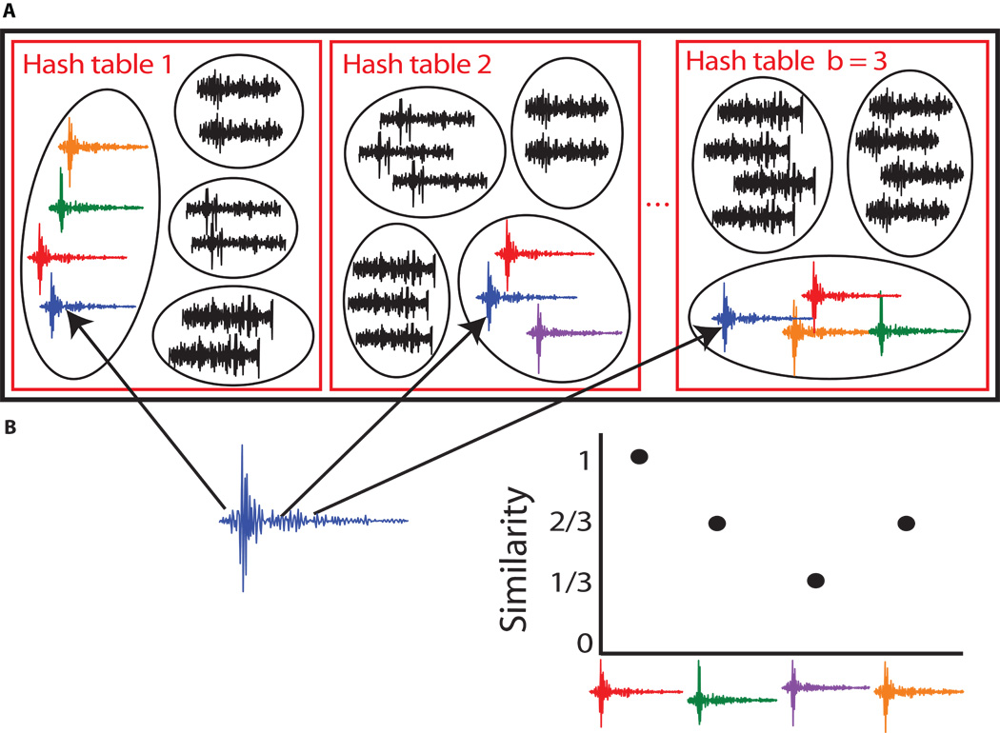 A
Hash table 1
Hash table 2
Hash table b = 3
...
B
Similarity
1
2/3
1/3
0